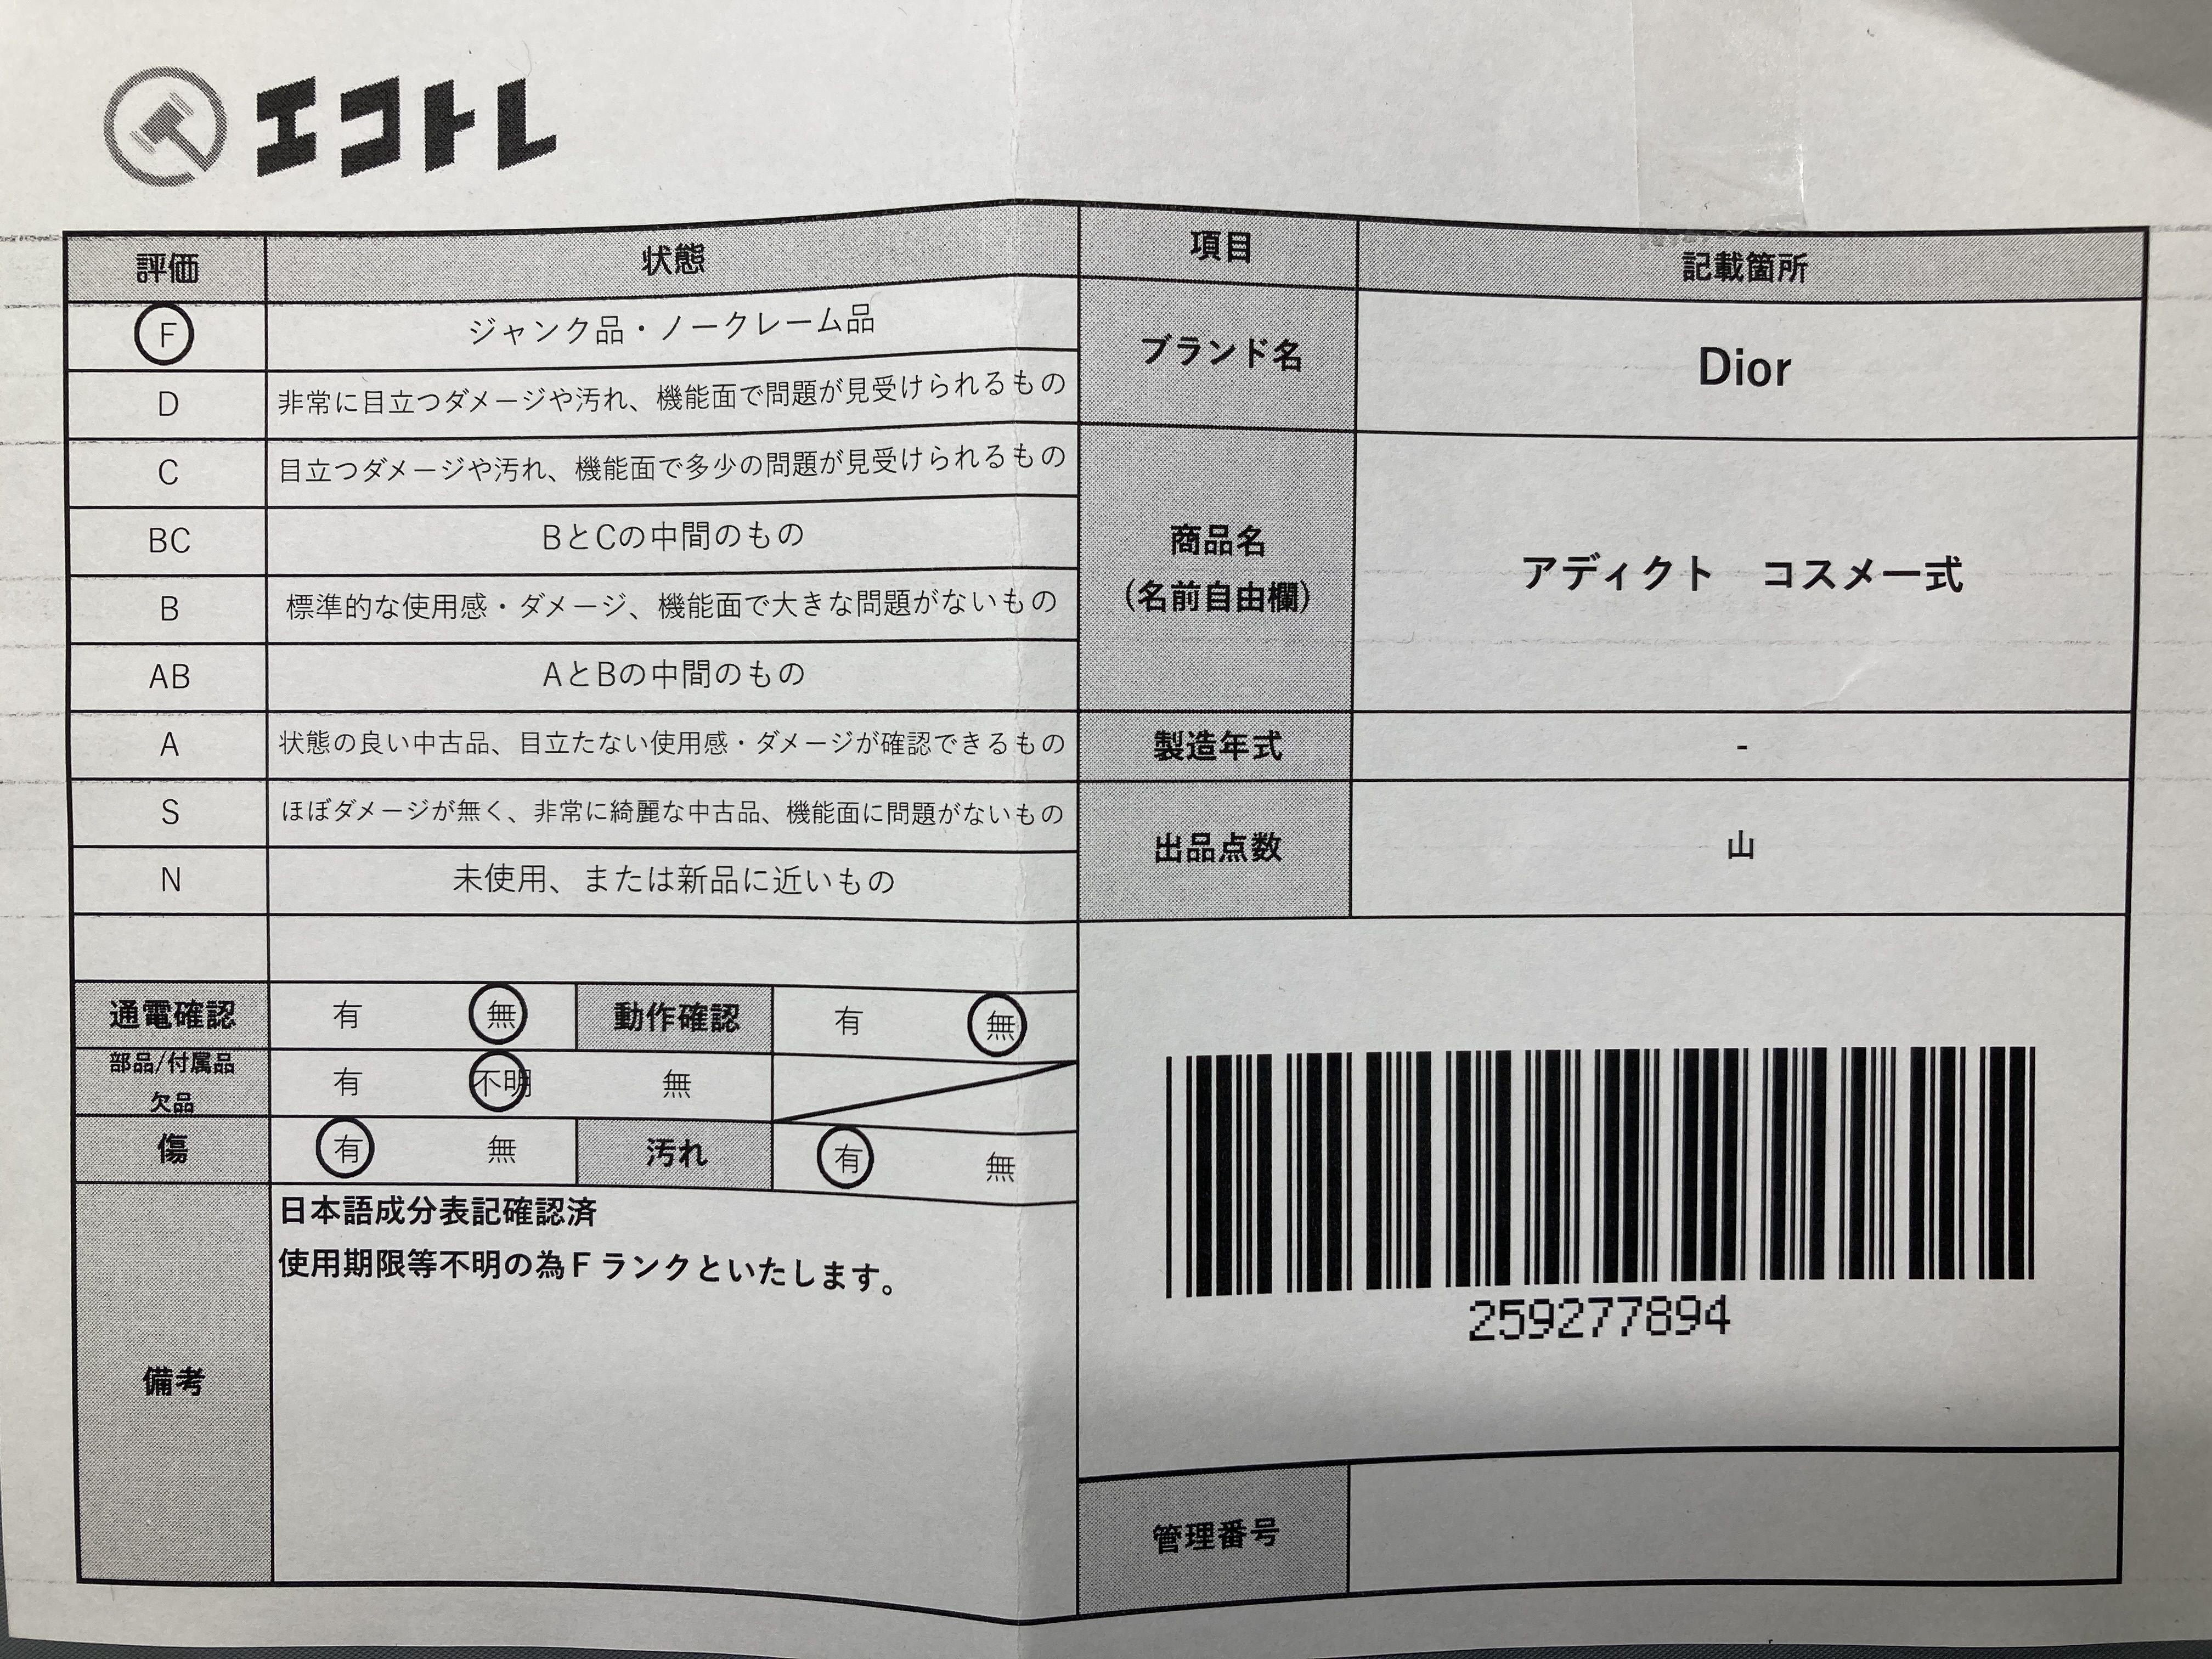 エコトレ
評価 状態 項目 記載箇所
F ジャンク品・ノークレーム品
D 非常に目立つダメージや汚れ、機能面で問題が見受けられるもの
C 目立つダメージや汚れ、機能面で多少の問題が見受けられるもの
BC BとCの中間のもの
B 標準的な使用感・ダメージ、機能面で大きな問題がないもの
AB AとBの中間のもの
A 状態の良い中古品、目立たない使用感・ダメージが確認できるもの
S ほぼダメージが無く、非常に綺麗な中古品、機能面に問題がないもの
N 未使用、または新品に近いもの
ブランド名 Dior
商品名
(名前自由欄)
アディクト コスメ一式
製造年式 -
出品点数 山
通電確認 有 無 動作確認 有 無
部品/付属品
欠品
有 不明 無
傷 有 無 汚れ 有 無
備考
日本語成分表記確認済
使用期限等不明の為Fランクといたします。
259277894
管理番号